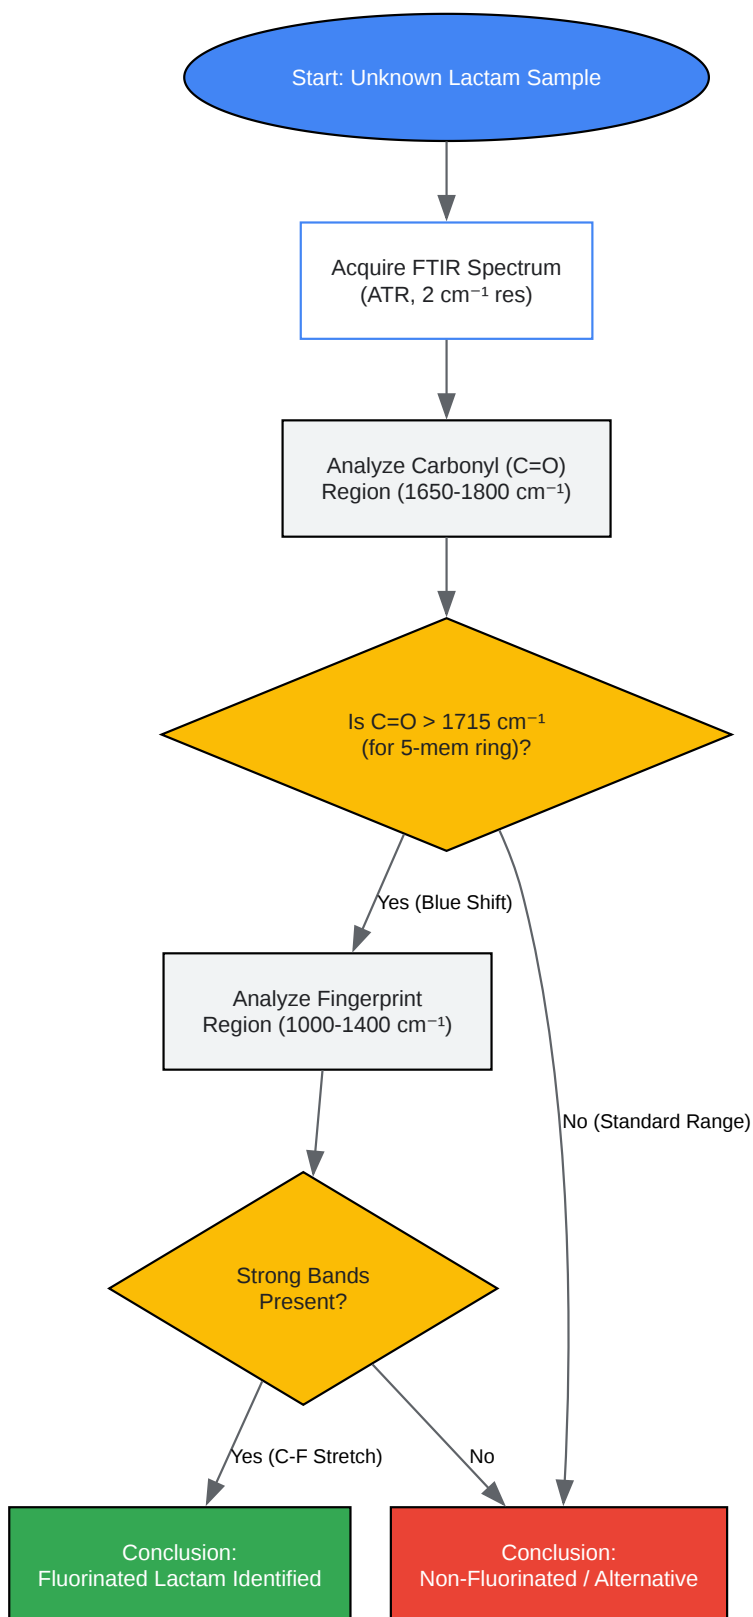 Start: Unknown Lactam Sample
Acquire FTIR Spectrum
(ATR, 2 cm⁻¹ res)
Analyze Carbonyl (C=O)
Region (1650-1800 cm⁻¹)
Is C=O > 1715 cm⁻¹
(for 5-mem ring)?
Yes (Blue Shift)
Analyze Fingerprint
Region (1000-1400 cm⁻¹)
No (Standard Range)
Strong Bands
Present?
Yes (C-F Stretch)
No
Conclusion:
Fluorinated Lactam Identified
Conclusion:
Non-Fluorinated / Alternative